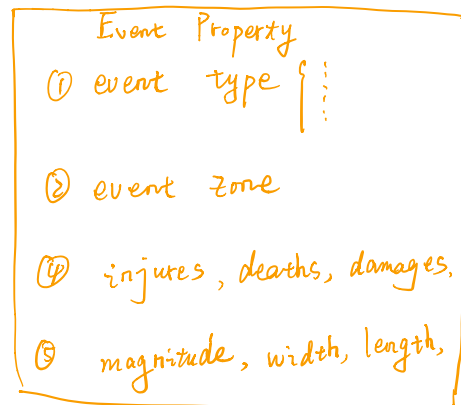 Event Property
① event type {
② event zone
④ injures, deaths, damages,
⑤ magnitude, width, length,